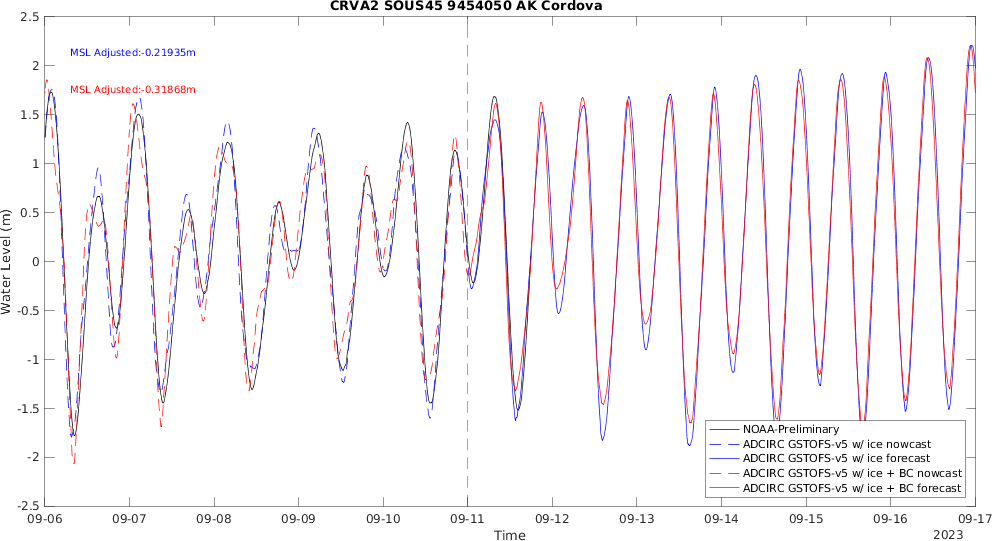 CRVA2 SOUS45 9454050 AK Cordova
MSL Adjusted:-0.21935m
MSL Adjusted:-0.31868m
Water Level (m)
2.5
2
1.5
1
0.5
0
-0.5
-1
-1.5
-2
-2.5
NOAA-Preliminary
ADCIRC GSTOFS-v5 w/ ice nowcast
ADCIRC GSTOFS-v5 w/ ice forecast
ADCIRC GSTOFS-v5 w/ ice + BC nowcast
ADCIRC GSTOFS-v5 w/ ice + BC forecast
09-06 09-07 09-08 09-09 09-10 09-11 09-12 09-13 09-14 09-15 09-16 09-17
Time
2023